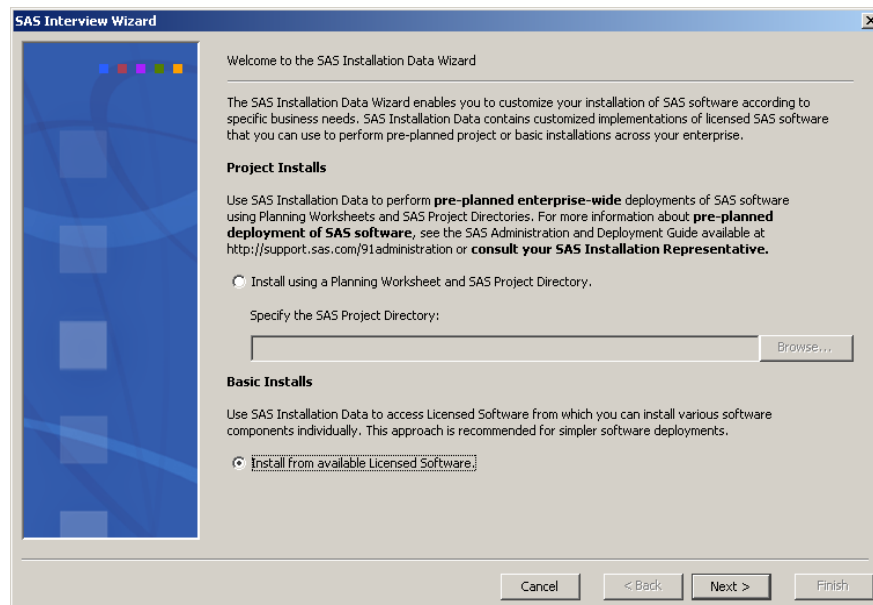 SAS Interview Wizard
Welcome to the SAS Installation Data Wizard
The SAS Installation Data Wizard enables you to customize your installation of SAS software according to
specific business needs. SAS Installation Data contains customized implementations of licensed SAS software
that you can use to perform pre-planned project or basic installations across your enterprise.
Project Installs
Use SAS Installation Data to perform pre-planned enterprise-wide deployments of SAS software
using Planning Worksheets and SAS Project Directories. For more information about pre-planned
deployment of SAS software, see the SAS Administration and Deployment Guide available at
http://support.sas.com/91administration or consult your SAS Installation Representative.
Install using a Planning Worksheet and SAS Project Directory.
Specify the SAS Project Directory:
Browse...
Basic Installs
Use SAS Installation Data to access Licensed Software from which you can install various software
components individually. This approach is recommended for simpler software deployments.
Install from available Licensed Software.
Cancel < Back Next > Finish